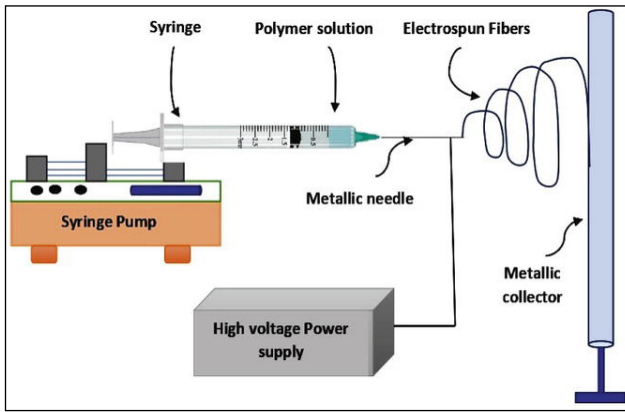 Syringe
Polymer solution
Electrospun Fibers
Metallic needle
Syringe Pump
Metallic
collector
High voltage Power
supply